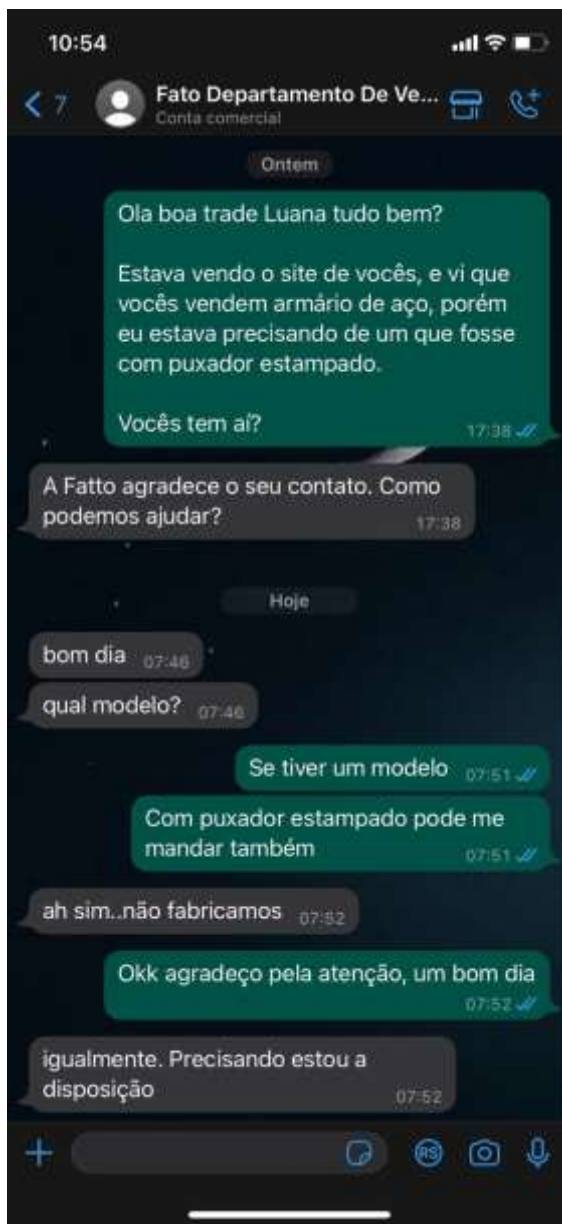 10:54
7
Fato Departamento De Ve...
Conta comercial
Ontem
Ola boa trade Luana tudo bem?
Estava vendo o site de vocês, e vi que
vocês vendem armário de aço, porém
eu estava precisando de um que fosse
com puxador estampado.
Vocês tem aí?
17:38
A Fatto agradece o seu contato. Como
podemos ajudar?
17:38
Hoje
bom dia 07:46
qual modelo? 07:46
Se tiver um modelo 07:51
Com puxador estampado pode me
mandar também
07:51
ah sim..não fabricamos 07:52
Okk agradeço pela atenção, um bom dia
07:52
igualmente. Precisando estou a
disposição
07:52
R$